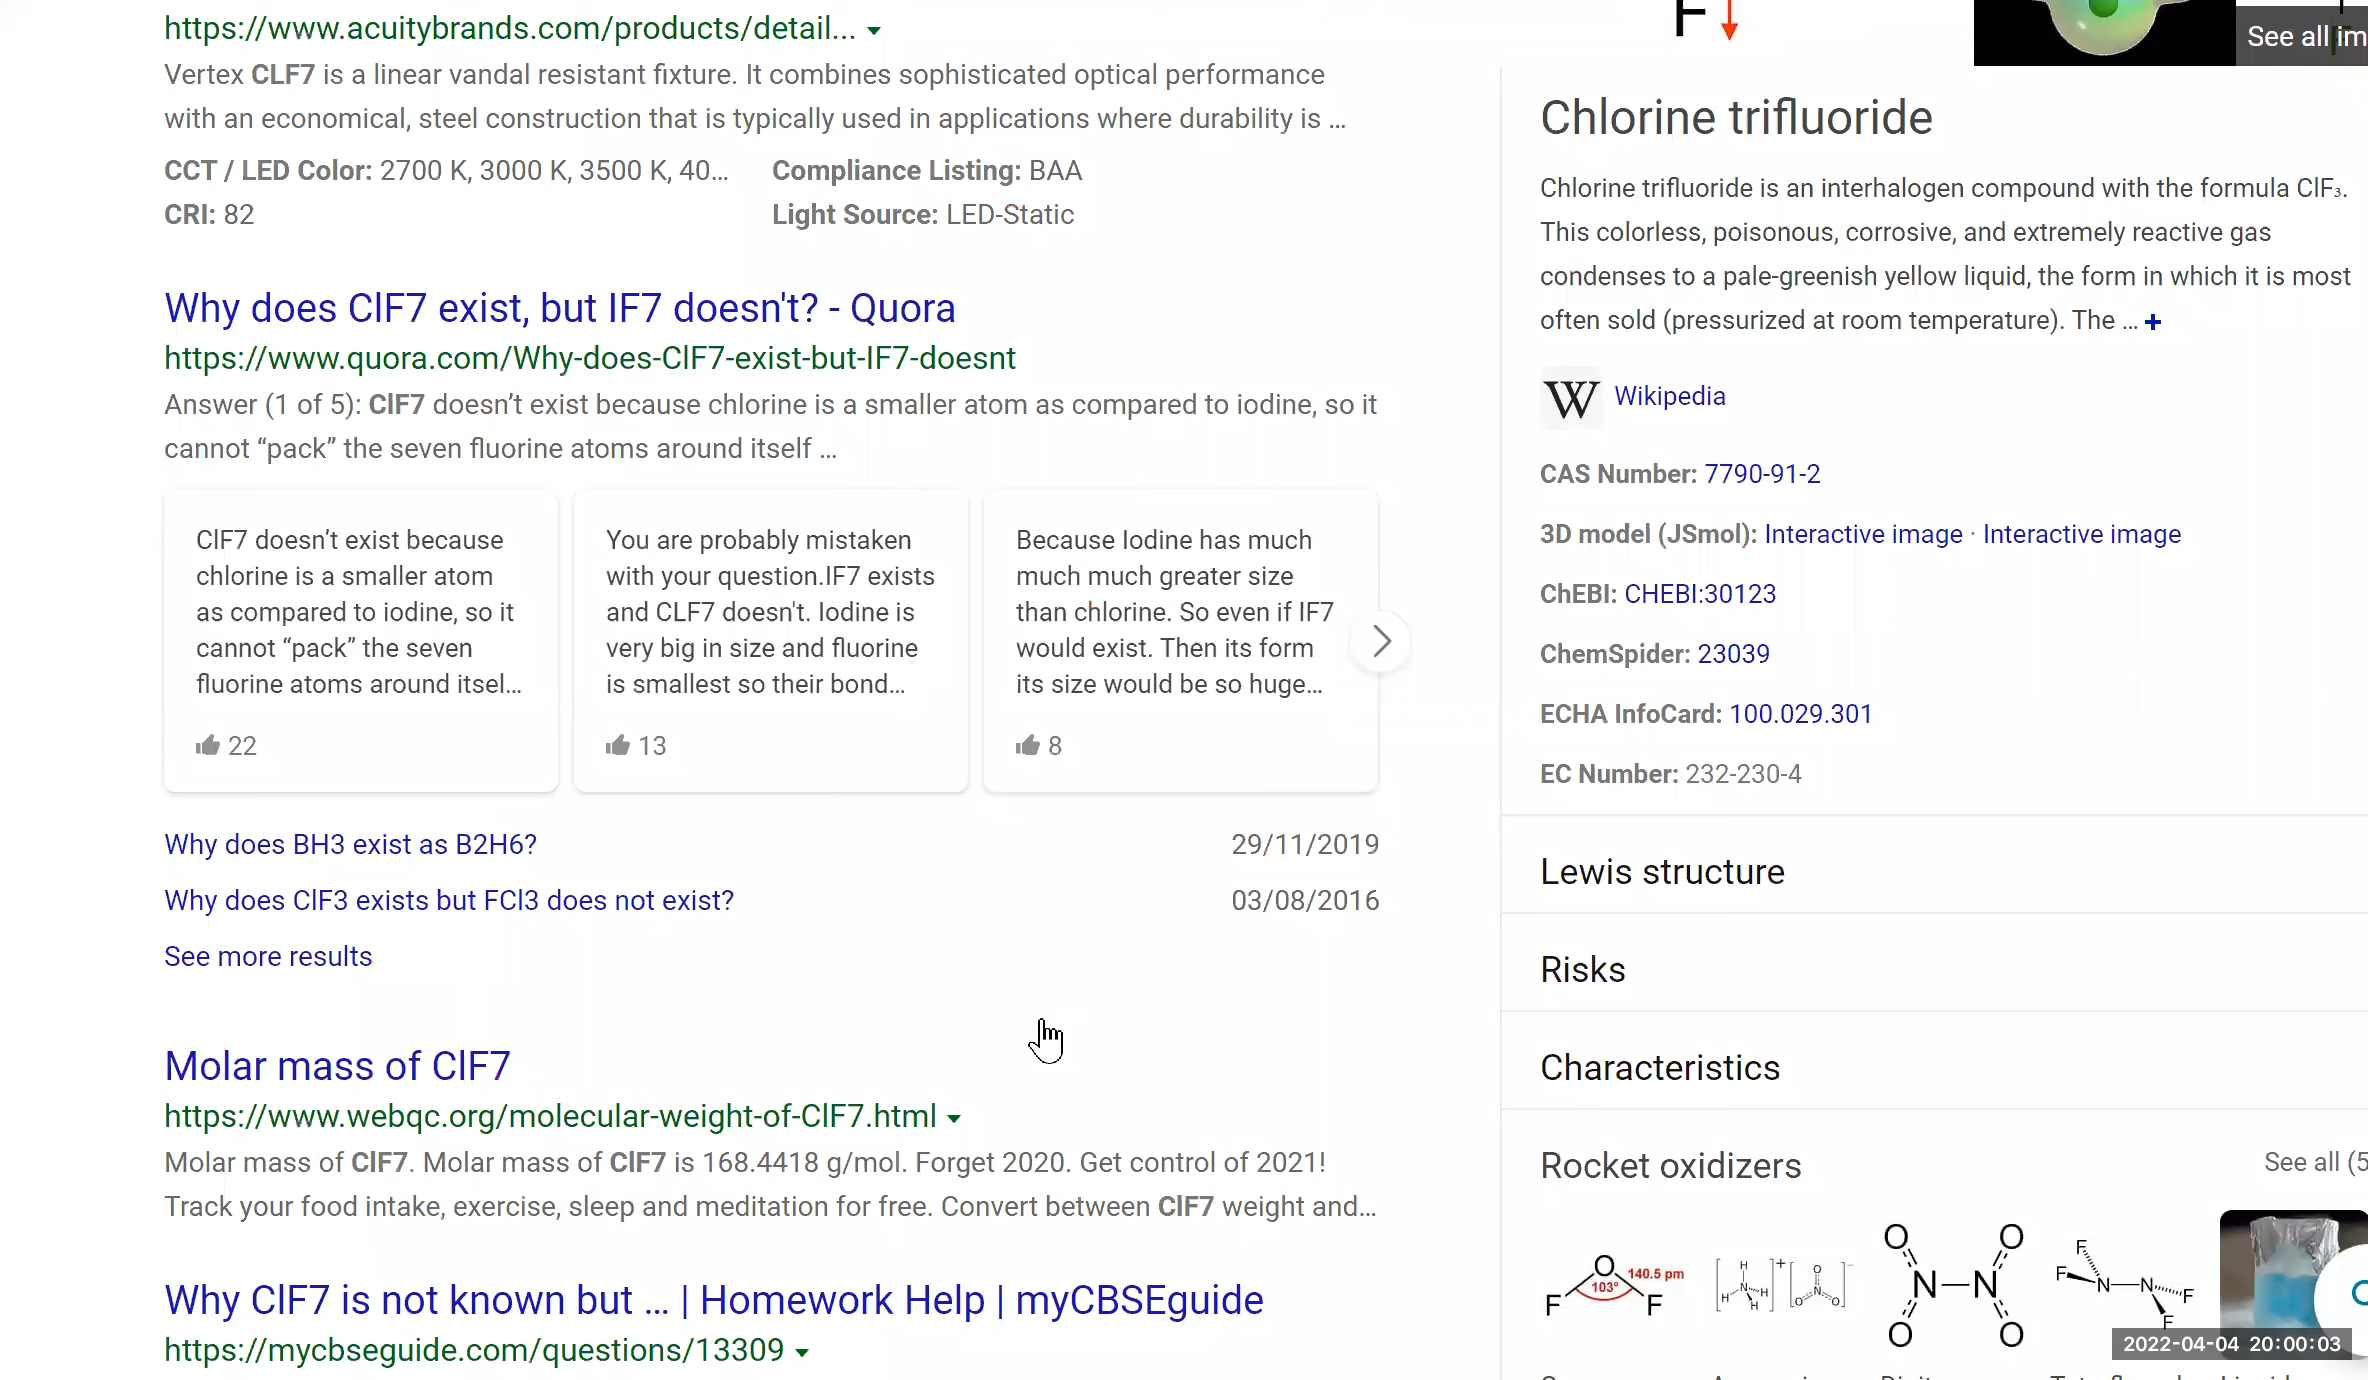 https://www.acuitybrands.com/products/detail...
Vertex CLF7 is a linear vandal resistant fixture. It combines sophisticated optical performance
with an economical, steel construction that is typically used in applications where durability is ...
CCT / LED Color: 2700 K, 3000 K, 3500 K, 40...
Compliance Listing: BAA
CRI: 82
Light Source: LED-Static
Why does ClF7 exist, but IF7 doesn't? - Quora
https://www.quora.com/Why-does-ClF7-exist-but-IF7-doesnt
Answer (1 of 5): ClF7 doesn’t exist because chlorine is a smaller atom as compared to iodine, so it
cannot “pack” the seven fluorine atoms around itself ...
ClF7 doesn’t exist because
chlorine is a smaller atom
as compared to iodine, so it
cannot “pack” the seven
fluorine atoms around itsel...
22
You are probably mistaken
with your question.IF7 exists
and CLF7 doesn't. Iodine is
very big in size and fluorine
is smallest so their bond...
13
Because Iodine has much
much much greater size
than chlorine. So even if IF7
would exist. Then its form
its size would be so huge...
8
Why does BH3 exist as B2H6?
29/11/2019
Why does ClF3 exists but FCl3 does not exist?
03/08/2016
See more results
Molar mass of ClF7
https://www.webqc.org/molecular-weight-of-ClF7.html
Molar mass of ClF7. Molar mass of ClF7 is 168.4418 g/mol. Forget 2020. Get control of 2021!
Track your food intake, exercise, sleep and meditation for free. Convert between ClF7 weight and...
Why ClF7 is not known but ... | Homework Help | myCBSEguide
https://mycbseguide.com/questions/13309
F
See all im
Chlorine trifluoride
Chlorine trifluoride is an interhalogen compound with the formula ClF₃.
This colorless, poisonous, corrosive, and extremely reactive gas
condenses to a pale-greenish yellow liquid, the form in which it is most
often sold (pressurized at room temperature). The ... +
W Wikipedia
CAS Number: 7790-91-2
3D model (JSmol): Interactive image · Interactive image
ChEBI: CHEBI:30123
ChemSpider: 23039
ECHA InfoCard: 100.029.301
EC Number: 232-230-4
Lewis structure
Risks
Characteristics
Rocket oxidizers
See all (5
O
140.5 pm
103°
F F
H
H N H
H
+
O
N
O O
−
O O
N N
O O
F
F N N F
F
2022-04-04 20:00:03